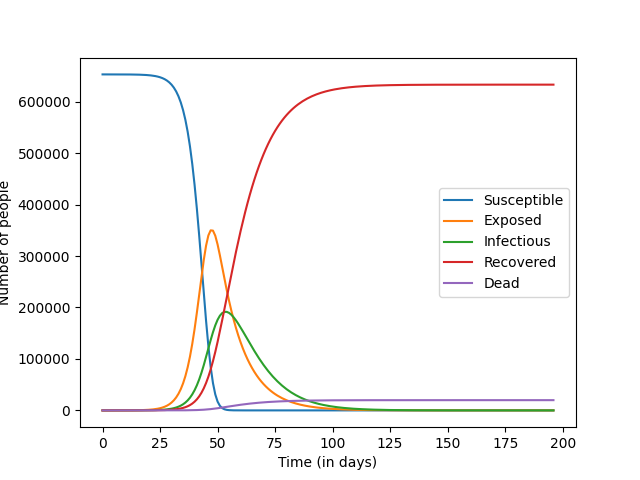 600000
500000
400000
300000
200000
100000
0
Number of people
Susceptible
Exposed
Infectious
Recovered
Dead
0 25 50 75 100 125 150 175 200
Time (in days)